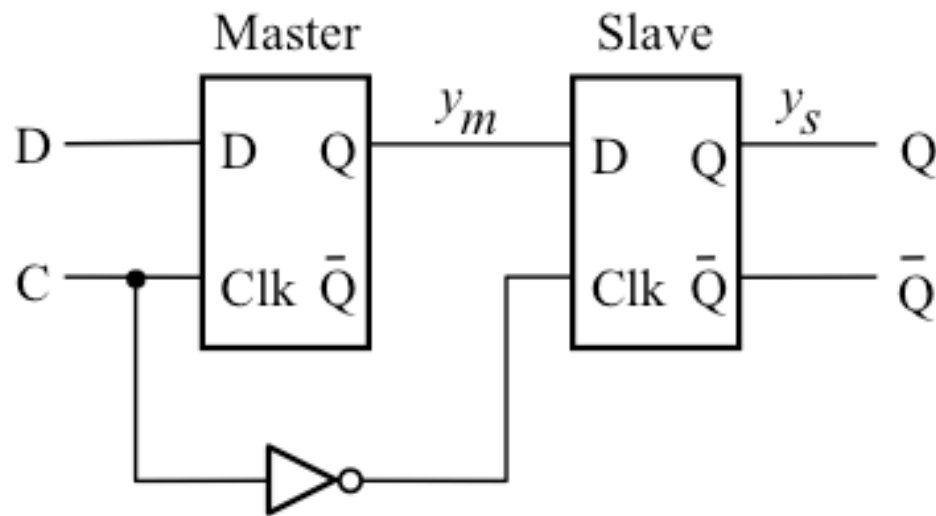 Master Slave
y_m y_s
D D Q D Q Q
C Clk Q̄ Clk Q̄ Q̄